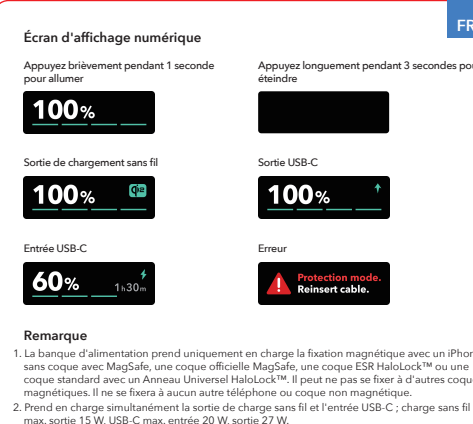 FR
Écran d'affichage numérique
Appuyez brièvement pendant 1 seconde
pour allumer
Appuyez longuement pendant 3 secondes pour
éteindre
100%
Sortie de chargement sans fil
Sortie USB-C
100%
Qi2
100%
Entrée USB-C
Erreur
60%
1h30m
Protection mode.
Reinsert cable.
Remarque
1. La banque d'alimentation prend uniquement en charge la fixation magnétique avec un iPhone
sans coque avec MagSafe, une coque officielle MagSafe, une coque ESR HaloLock™ ou une
coque standard avec un Anneau Universel HaloLock™. Il peut ne pas se fixer à d'autres coques
magnétiques. Il ne se fixera à aucun autre téléphone ou coque non magnétique.
2. Prend en charge simultanément la sortie de charge sans fil et l'entrée USB-C ; charge sans fil
max. sortie 15 W, USB-C max. entrée 20 W, sortie 27 W.